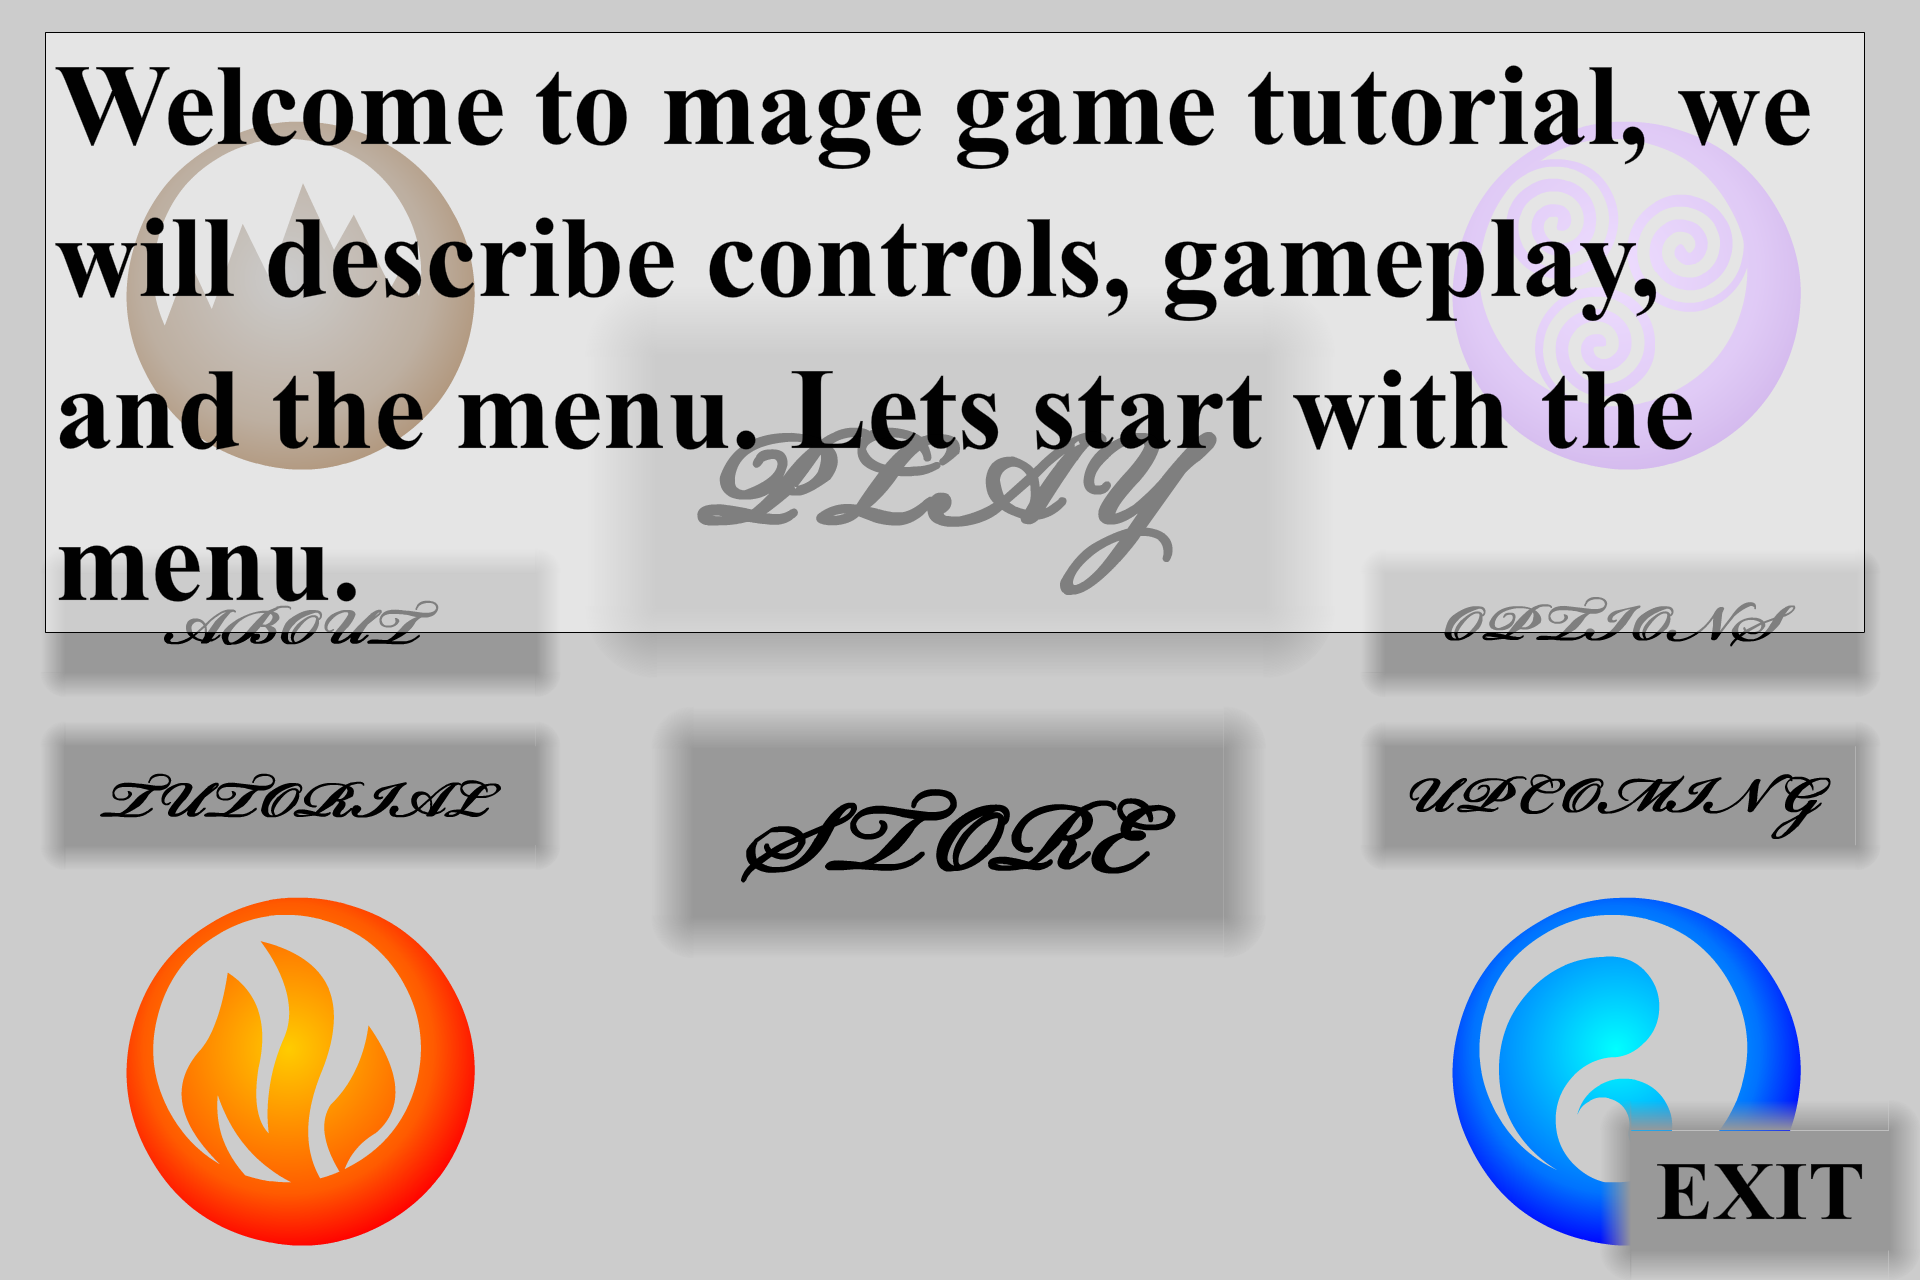 Welcome to mage game tutorial, we
will describe controls, gameplay,
and the menu. Lets start with the
menu.
PLAY
ABOUT
OPTIONS
TUTORIAL
STORE
UPCOMING
EXIT